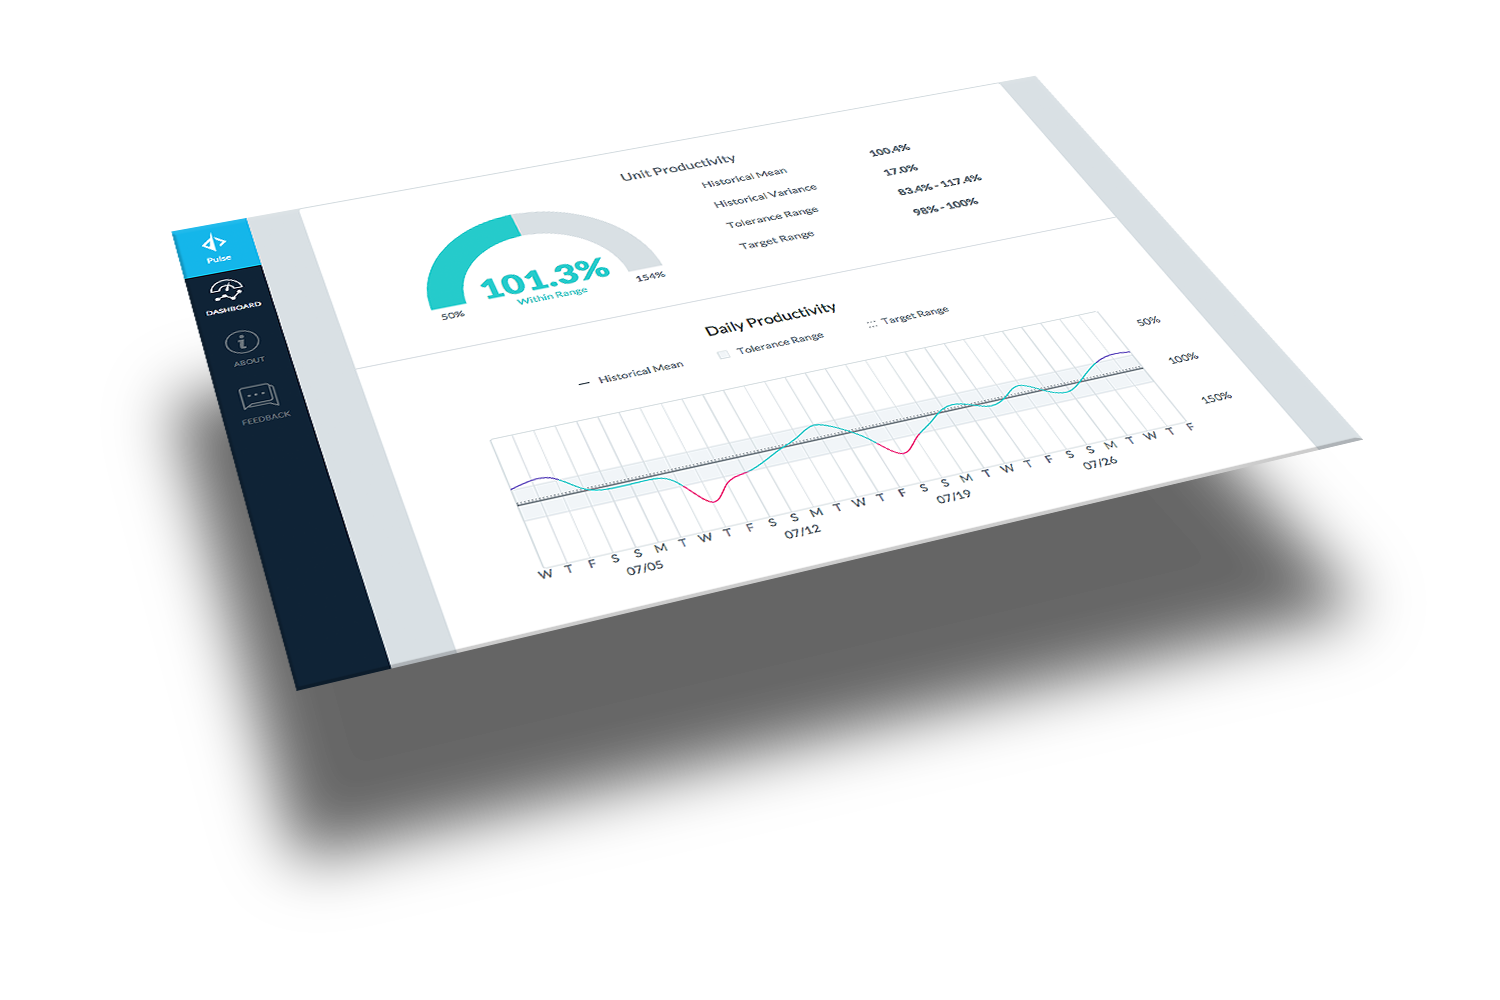 Pulse
DASHBOARD
ABOUT
FEEDBACK
Unit Productivity
101.3%
Within Range
50%
154%
Historical Mean 100.4%
Historical Variance 17.0%
Tolerance Range 83.4% - 117.4%
Target Range 98% - 100%
Daily Productivity
Historical Mean Tolerance Range Target Range
50%
100%
150%
W T F S S M T W T F S S M T W T F S S M T W T F S S M T W T F
07/05 07/12 07/19 07/26